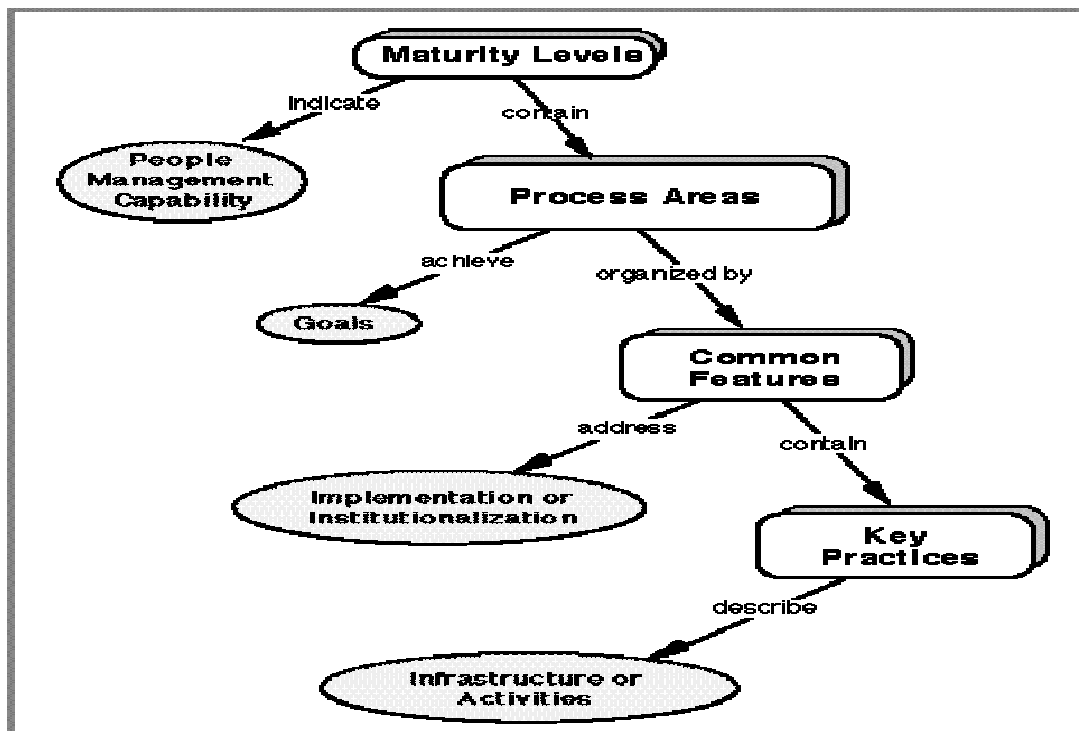 Maturity Levels
indicate
contain
People
Management
Capability
Process Areas
achieve
organized by
Goals
Common
Features
address
contain
Implementation or
Institutionalization
Key
Practices
describe
Infrastructure or
Activities